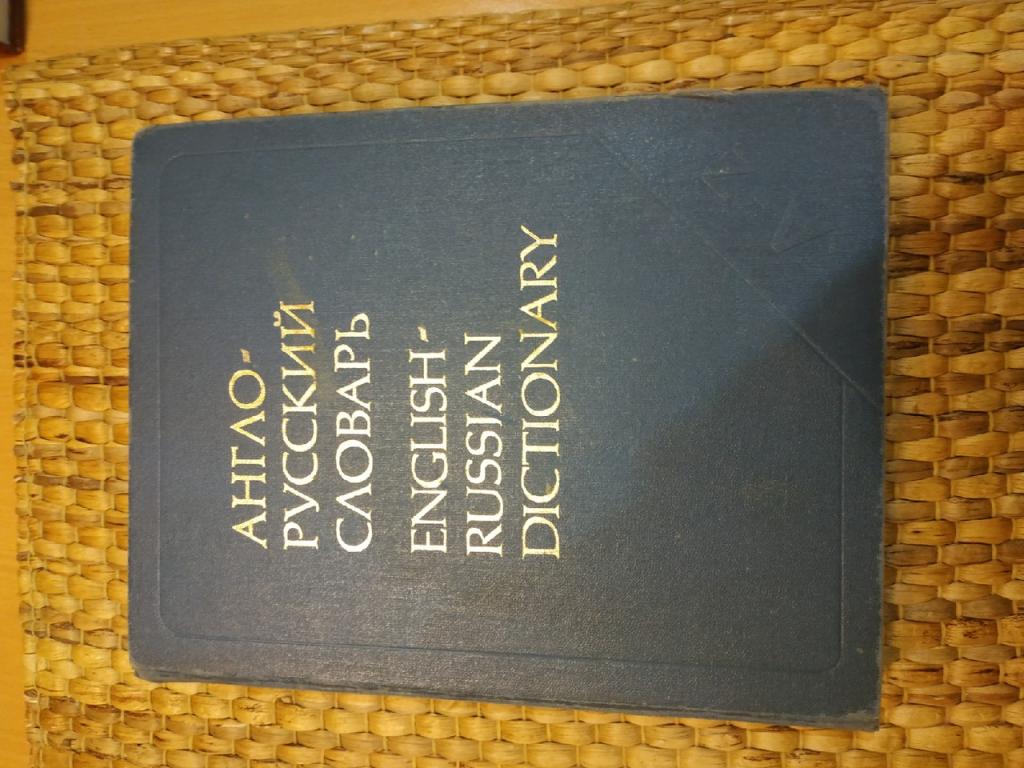 АНГЛО-
РУССКИЙ
СЛОВАРЬ
ENGLISH-
RUSSIAN
DICTIONARY